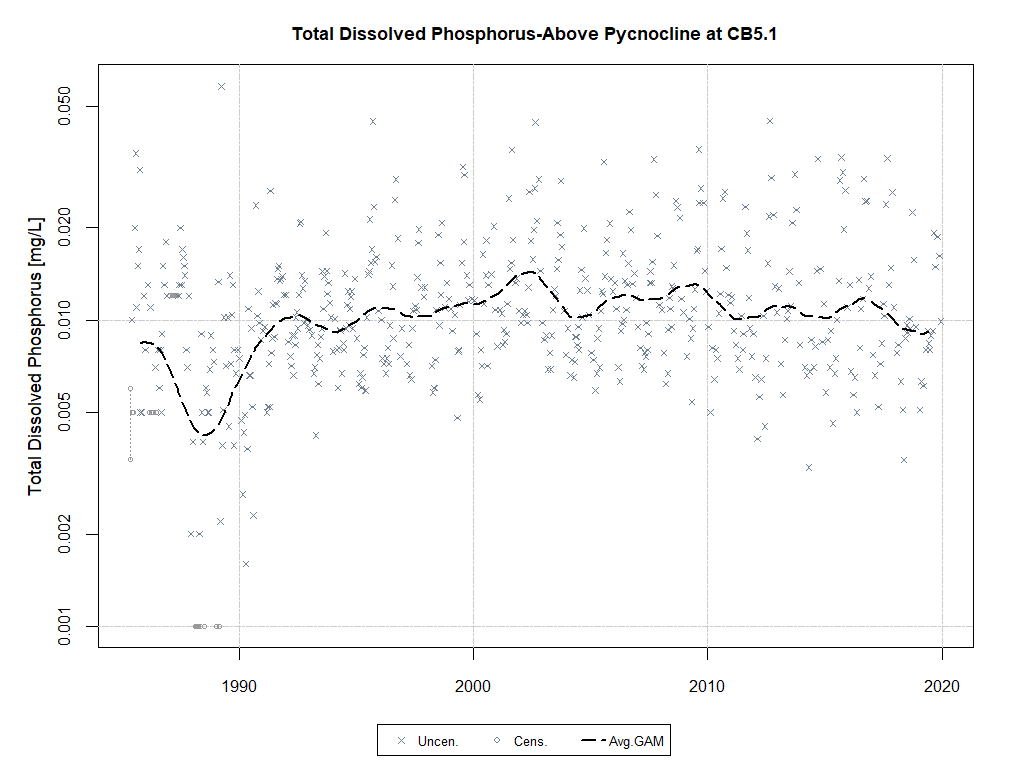 Total Dissolved Phosphorus-Above Pycnocline at CB5.1
Total Dissolved Phosphorus [mg/L]
0.050
0.020
0.010
0.005
0.002
0.001
1990 2000 2010 2020
Uncen. Cens. Avg.GAM